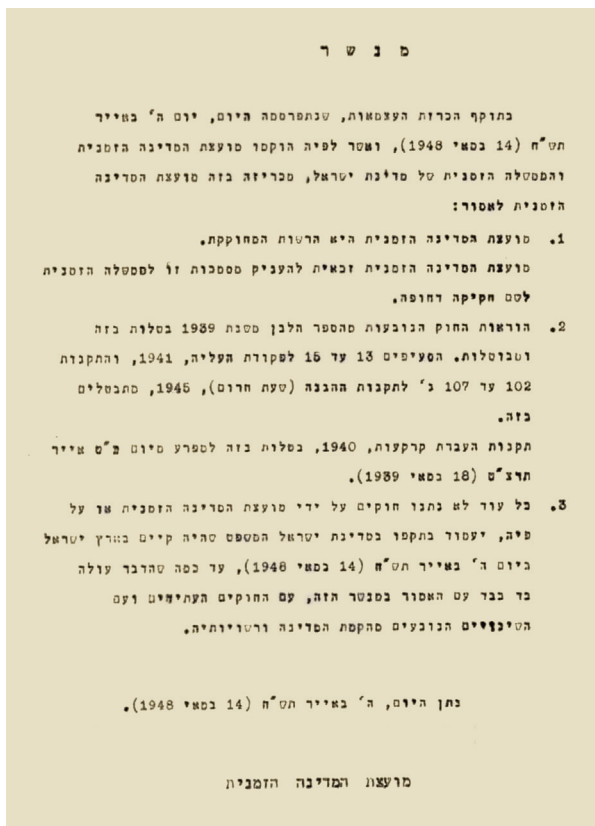 מ נ ש ר
בתוקף הכרזת העצמאות, שנתפרסמה היום, יום ה׳ באייר
תש״ח (14 במאי 1948), ואשר לפיה הוקמו מועצת המדינה הזמנית
והממשלה הזמנית של מדינת ישראל, מכריזה בזה מועצת המדינה
הזמנית לאמור:
1. מועצת המדינה הזמנית היא הרשות המחוקקת.
מועצת המדינה הזמנית זכאית להעניק מסמכות זו לממשלה הזמנית
לשם חקיקה דחופה.
2. הוראות החוק הנובעות מהספר הלבן משנת 1939 בטלות בזה
ומבוטלות. הסעיפים 13 עד 15 לפקודת העליה, 1941, והתקנות
102 עד 107 ג׳ לתקנות ההגנה (שעת חרום), 1945, מתבטלים
בזה.
תקנות העברת קרקעות, 1940, בטלות בזה למפרע מיום כ״ט אייר
תרצ״ט (18 במאי 1939).
3. כל עוד לא נתנו חוקים על ידי מועצת המדינה הזמנית או על
פיה, יעמוד בתקפו במדינת ישראל המשפט שהיה קיים בארץ ישראל
ביום ה׳ באייר תש״ח (14 במאי 1948), עד כמה שהדבר עולה
בד בבד עם האמור במנשר הזה, עם החוקים העתידים ועם
השינויים הנובעים מהקמת המדינה ורשויותיה.
נתן היום, ה׳ באייר תש״ח (14 במאי 1948).
מועצת המדינה הזמנית